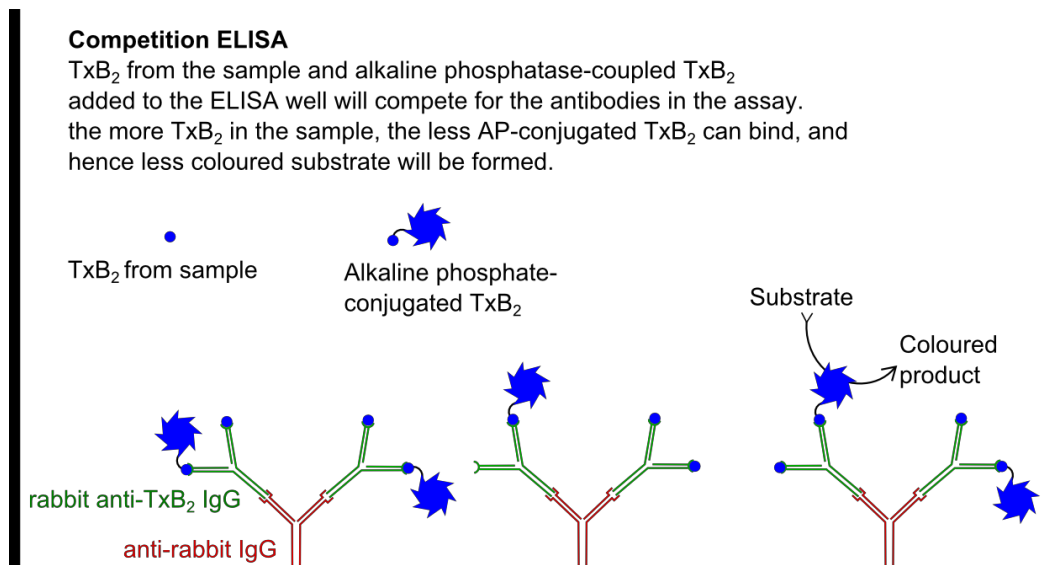 Competition ELISA
TxB₂ from the sample and alkaline phosphatase-coupled TxB₂
added to the ELISA well will compete for the antibodies in the assay.
the more TxB₂ in the sample, the less AP-conjugated TxB₂ can bind, and
hence less coloured substrate will be formed.
TxB₂ from sample
Alkaline phosphate-
conjugated TxB₂
Substrate
Coloured
product
rabbit anti-TxB₂ IgG
anti-rabbit IgG